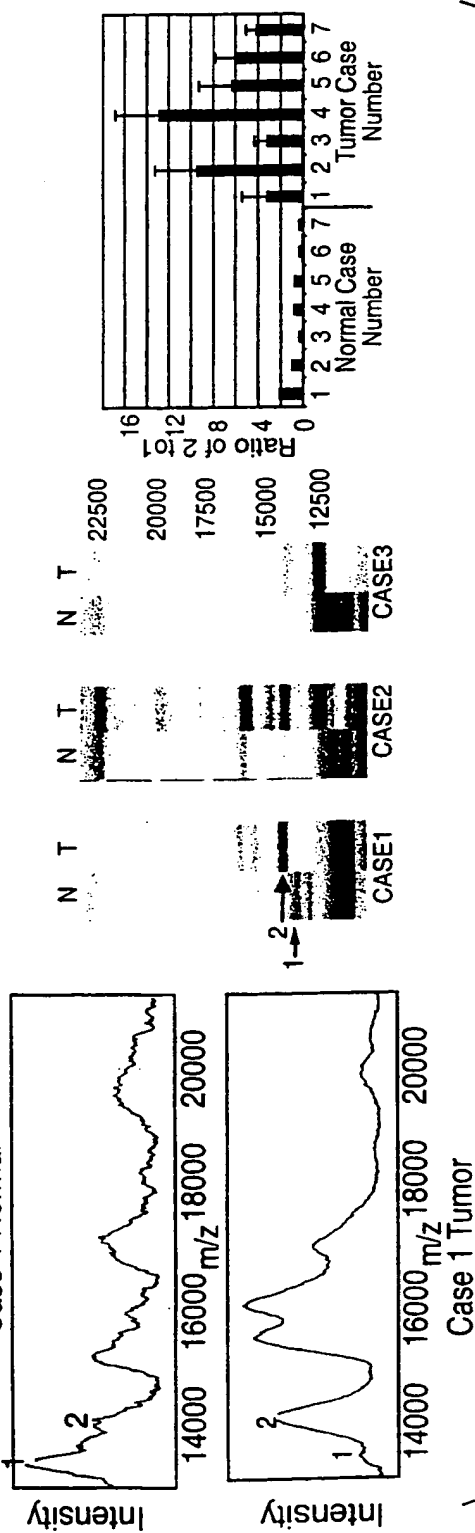 Case 1 Normal
Intensity
1
2
14000 16000 18000 20000
m/z
Intensity
1
2
14000 16000 18000 20000
m/z
Case 1 Tumor
N T
2
1
CASE1
N T
CASE2
N T
CASE3
22500
20000
17500
15000
12500
Ratio of 2 to1
16
12
8
4
0
1 2 3 4 5 6 7 1 2 3 4 5 6 7
Normal Case Tumor Case
Number Number